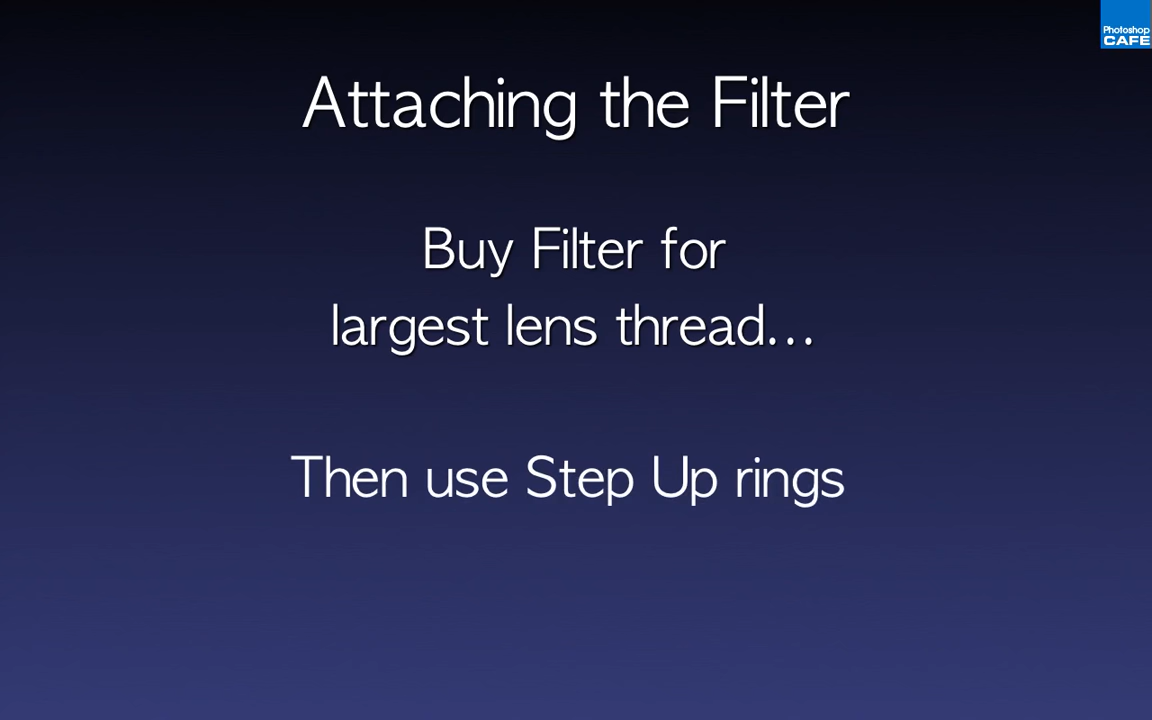 Photoshop
CAFE
Attaching the Filter
Buy Filter for
largest lens thread...
Then use Step Up rings